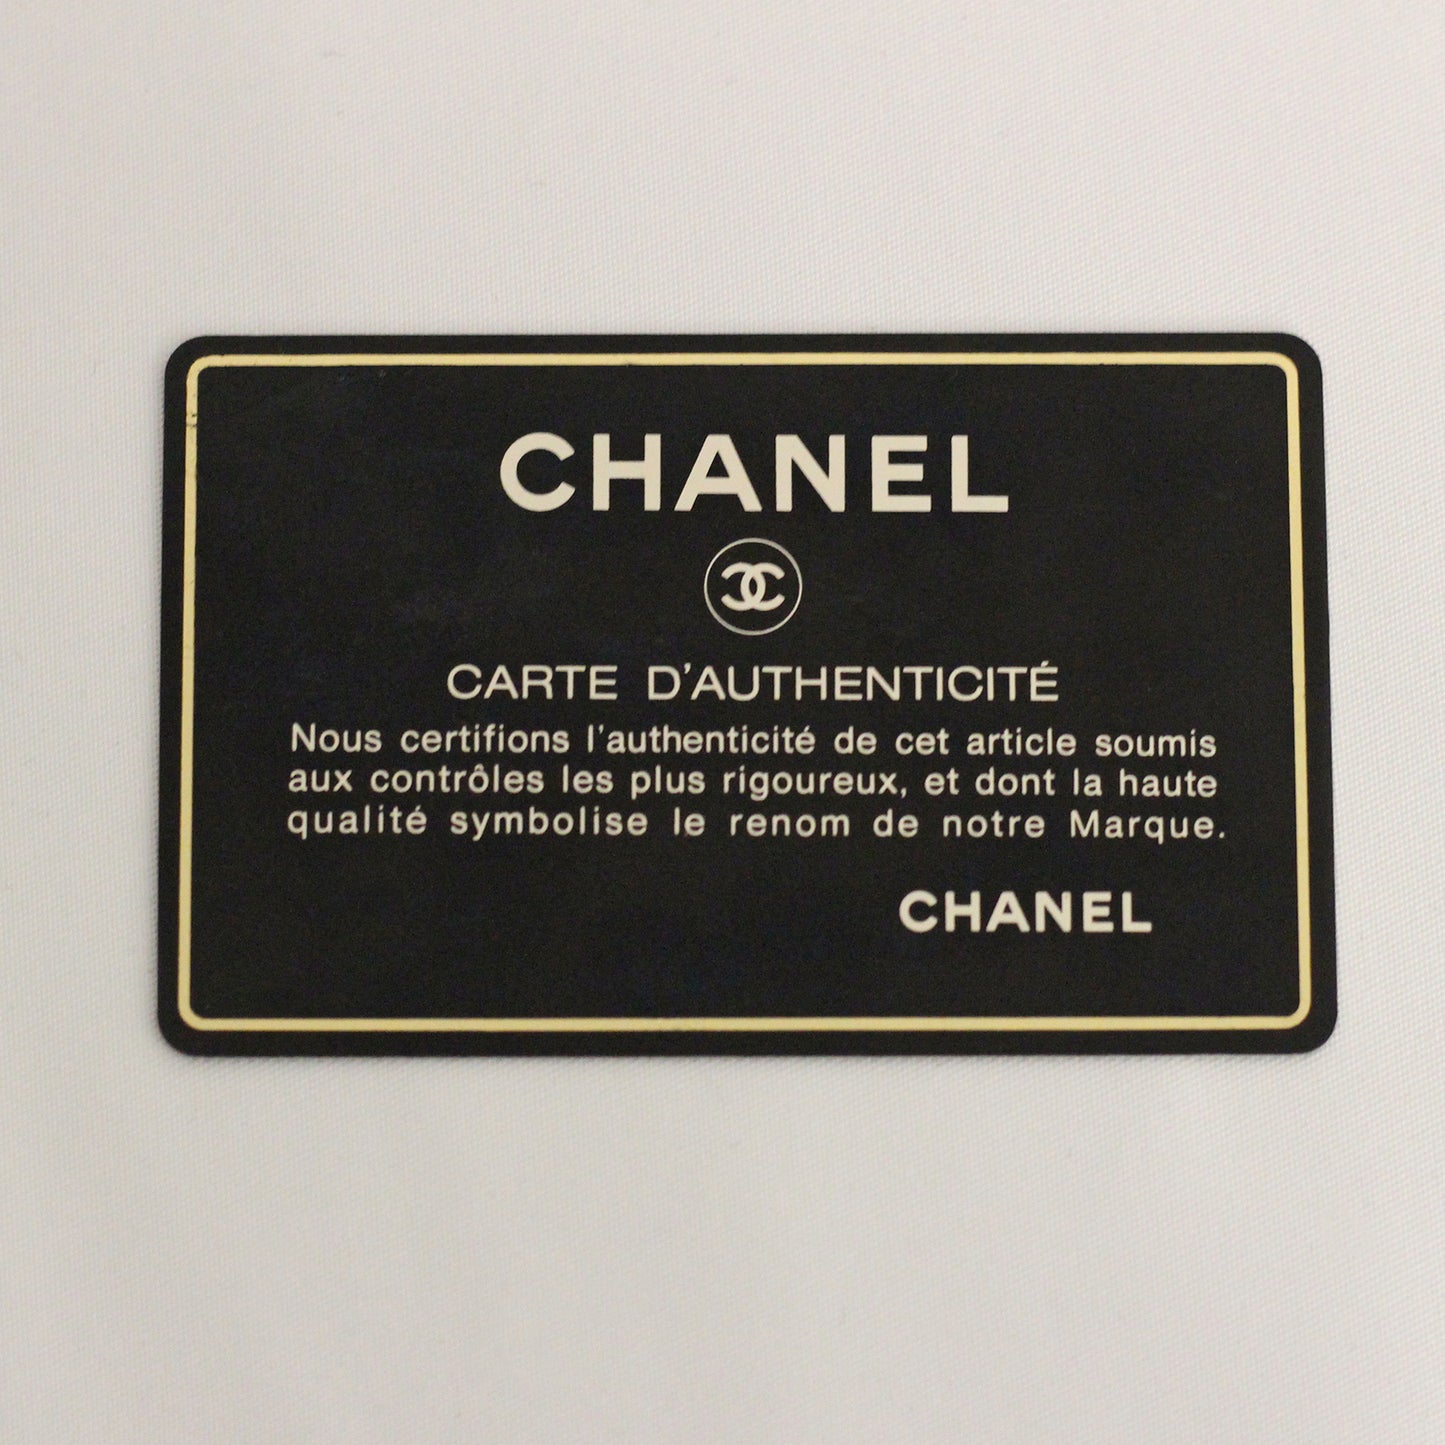 CHANEL
CARTE D'AUTHENTICITÉ
Nous certifions l'authenticité de cet article soumis
aux contrôles les plus rigoureux, et dont la haute
qualité symbolise le renom de notre Marque.
CHANEL